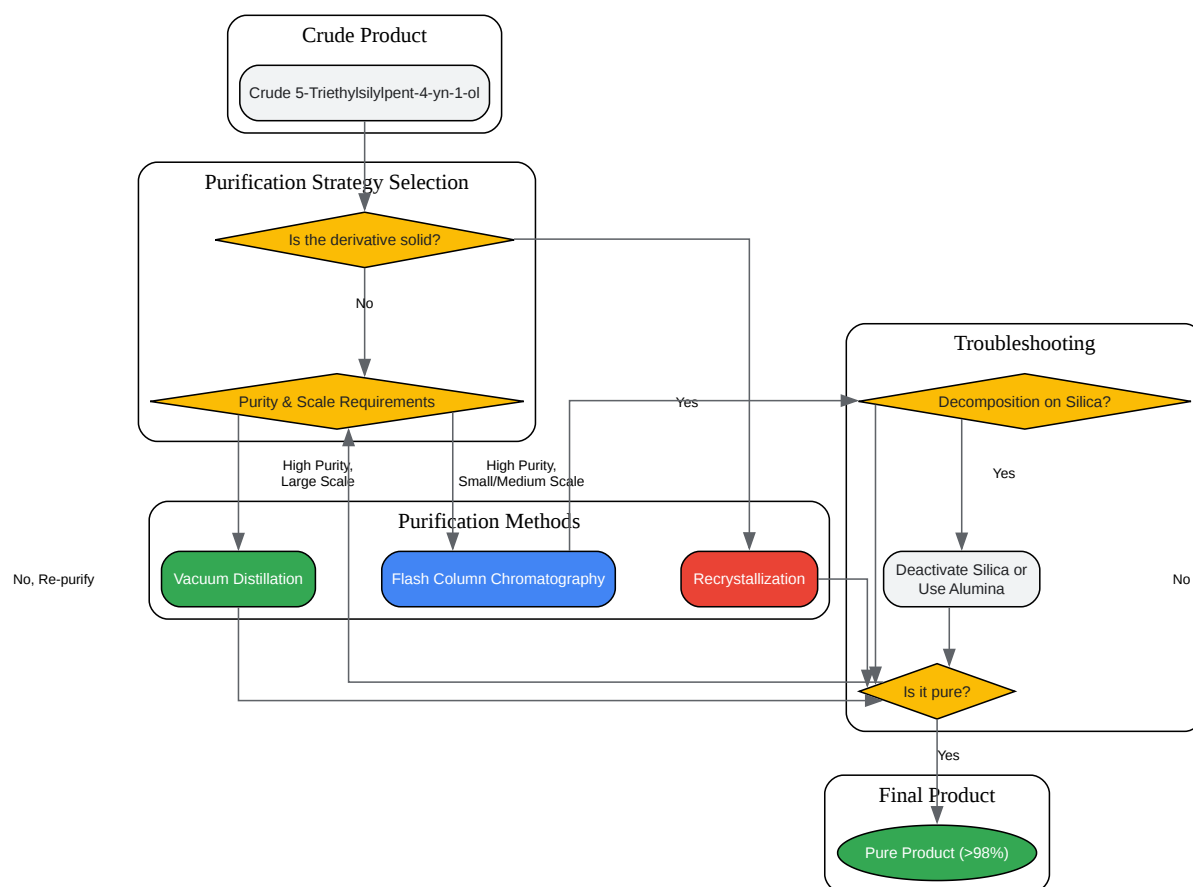 Crude Product
Crude 5-Triethylsilylpent-4-yn-1-ol
Purification Strategy Selection
Is the derivative solid?
No
Purity & Scale Requirements
Yes
Troubleshooting
Decomposition on Silica?
High Purity,
Large Scale
High Purity,
Small/Medium Scale
Yes
Purification Methods
Vacuum Distillation
Flash Column Chromatography
Recrystallization
Deactivate Silica or
Use Alumina
No, Re-purify
No
Is it pure?
Yes
Final Product
Pure Product (>98%)